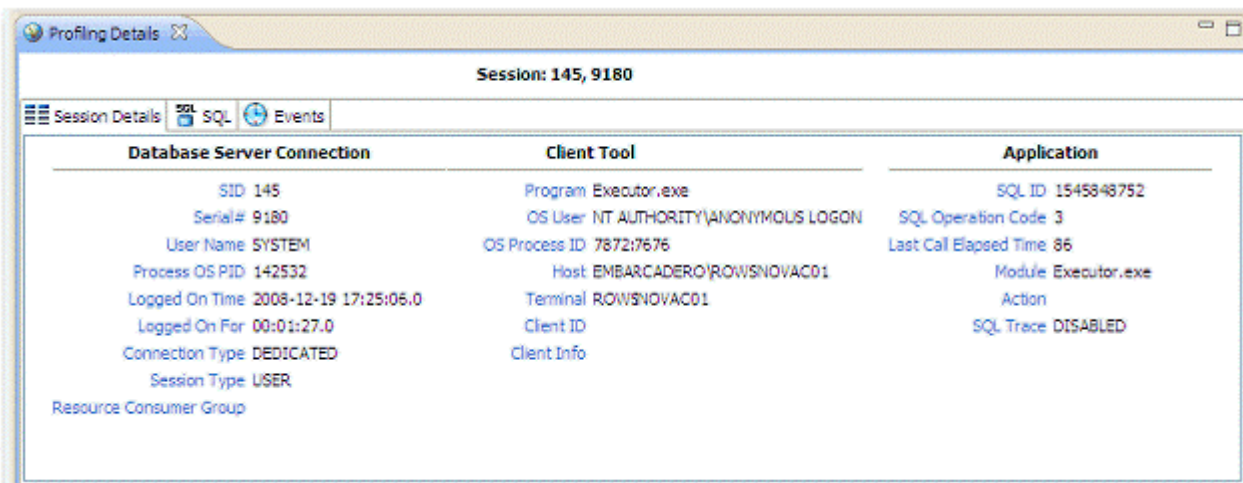 Profiling Details
Session: 145, 9180
Session Details SQL Events
Database Server Connection
SID 145
Serial# 9180
User Name SYSTEM
Process OS PID 142532
Logged On Time 2008-12-19 17:25:06.0
Logged On For 00:01:27.0
Connection Type DEDICATED
Session Type USER
Resource Consumer Group
Client Tool
Program Executor.exe
OS User NT AUTHORITY\ANONYMOUS LOGON
OS Process ID 7872:7676
Host EMBARCADERO\ROWSNOVAC01
Terminal ROWSNOVAC01
Client ID
Client Info
Application
SQL ID 1545848752
SQL Operation Code 3
Last Call Elapsed Time 86
Module Executor.exe
Action
SQL Trace DISABLED